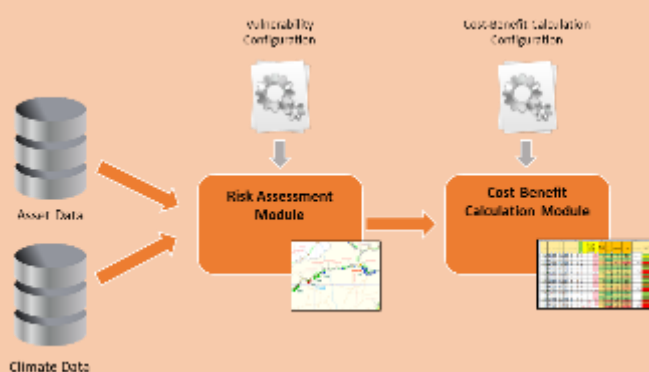 Vulnerability
Configuration
Cost-Benefit Calculation
Configuration
Asset Data
Risk Assessment
Module
Cost Benefit
Calculation Module
Climate Data